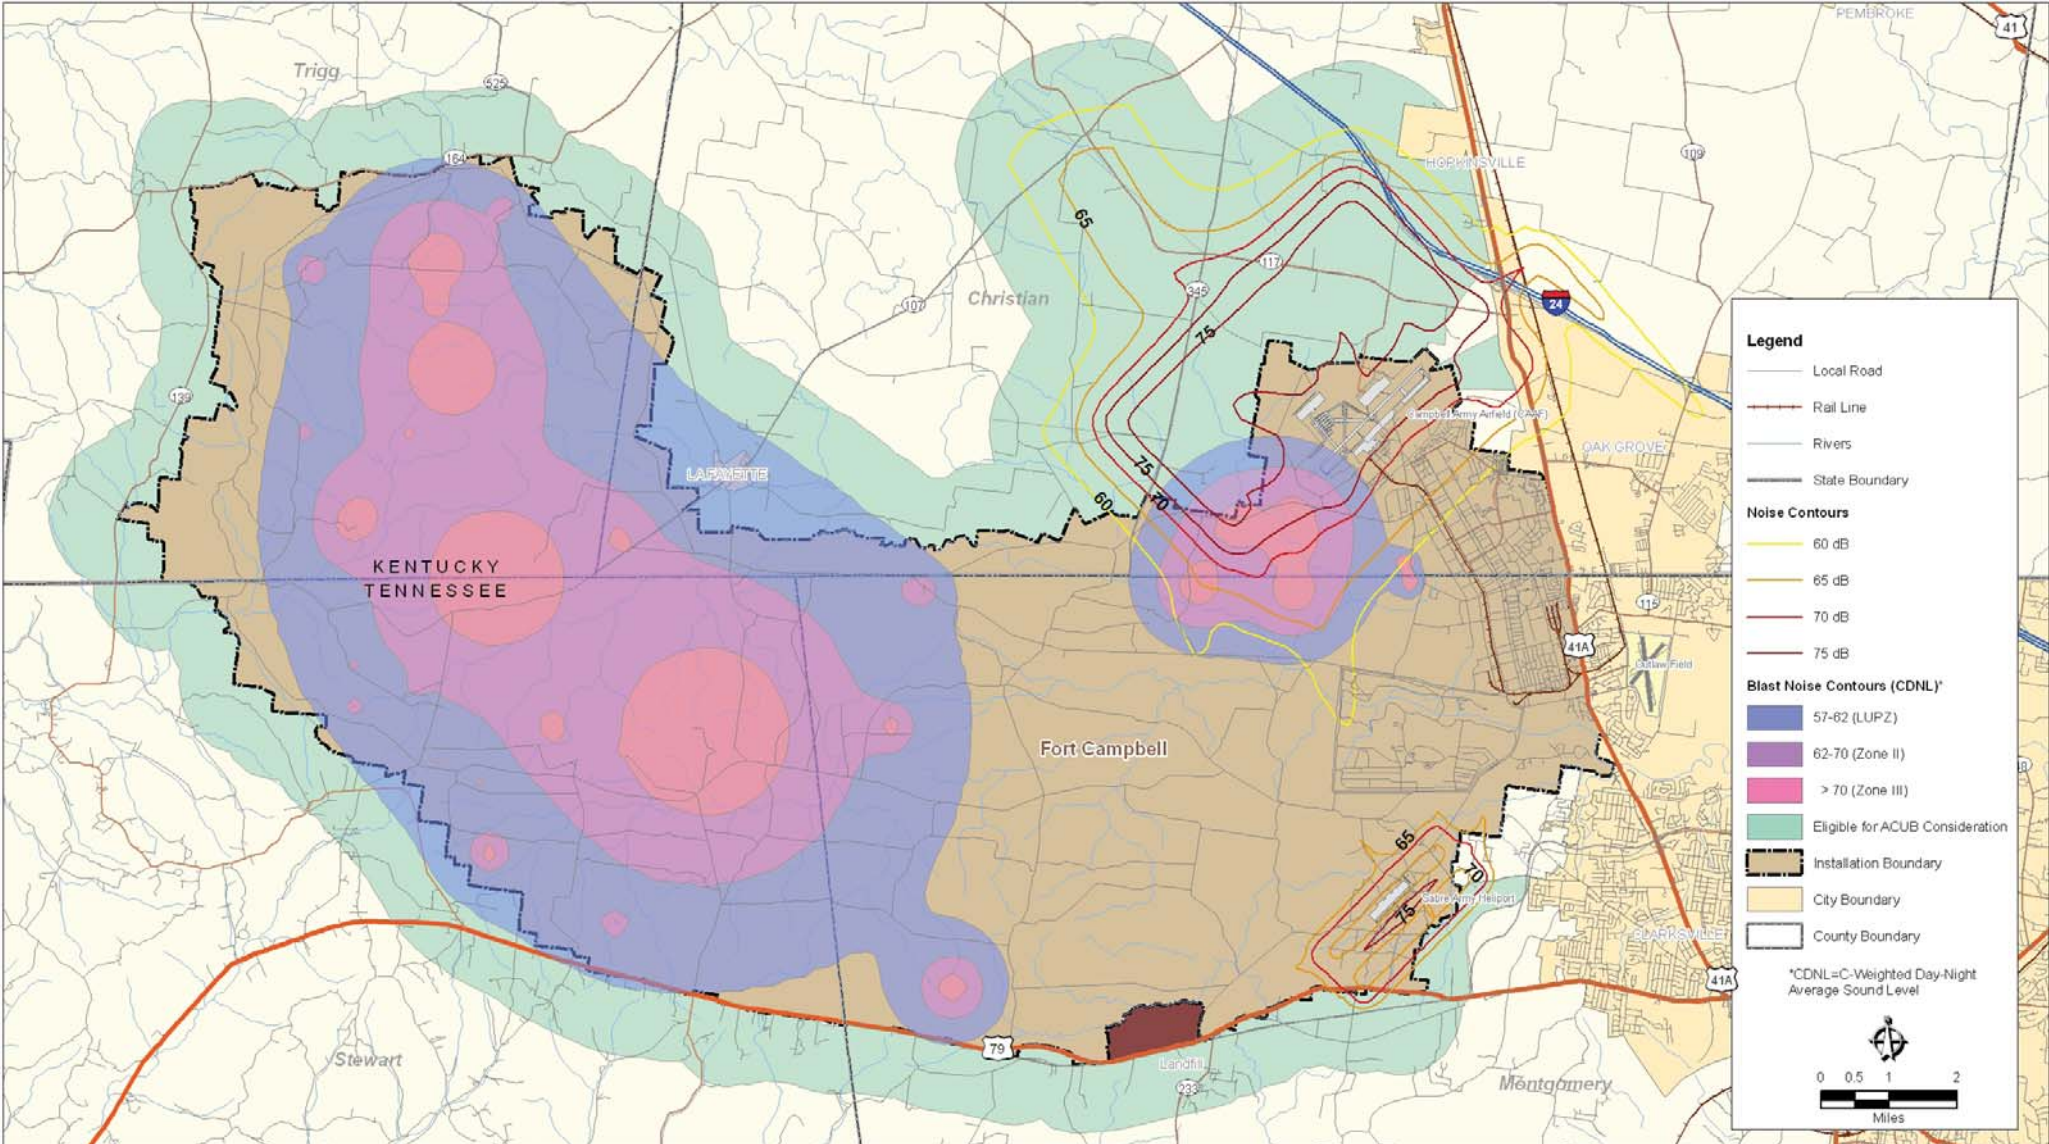 PEMBROKE
41
Trigg
525
164
HOPKINSVILLE
109
65
117
345
24
Christian
107
75
139
Campbell Army Airfield (CAAF)
OAK GROVE
LA FAYETTE
75
70
60
KENTUCKY
TENNESSEE
115
41A
Outlaw Field
Fort Campbell
65
70
Sabre Army Heliport
75
CLARKSVILLE
41A
79
Stewart
Landfill
233
Montgomery
Legend
Local Road
Rail Line
Rivers
State Boundary
Noise Contours
60 dB
65 dB
70 dB
75 dB
Blast Noise Contours (CDNL)*
57-62 (LUPZ)
62-70 (Zone II)
> 70 (Zone III)
Eligible for ACUB Consideration
Installation Boundary
City Boundary
County Boundary
*CDNL=C-Weighted Day-Night
Average Sound Level
0 0.5 1 2
Miles